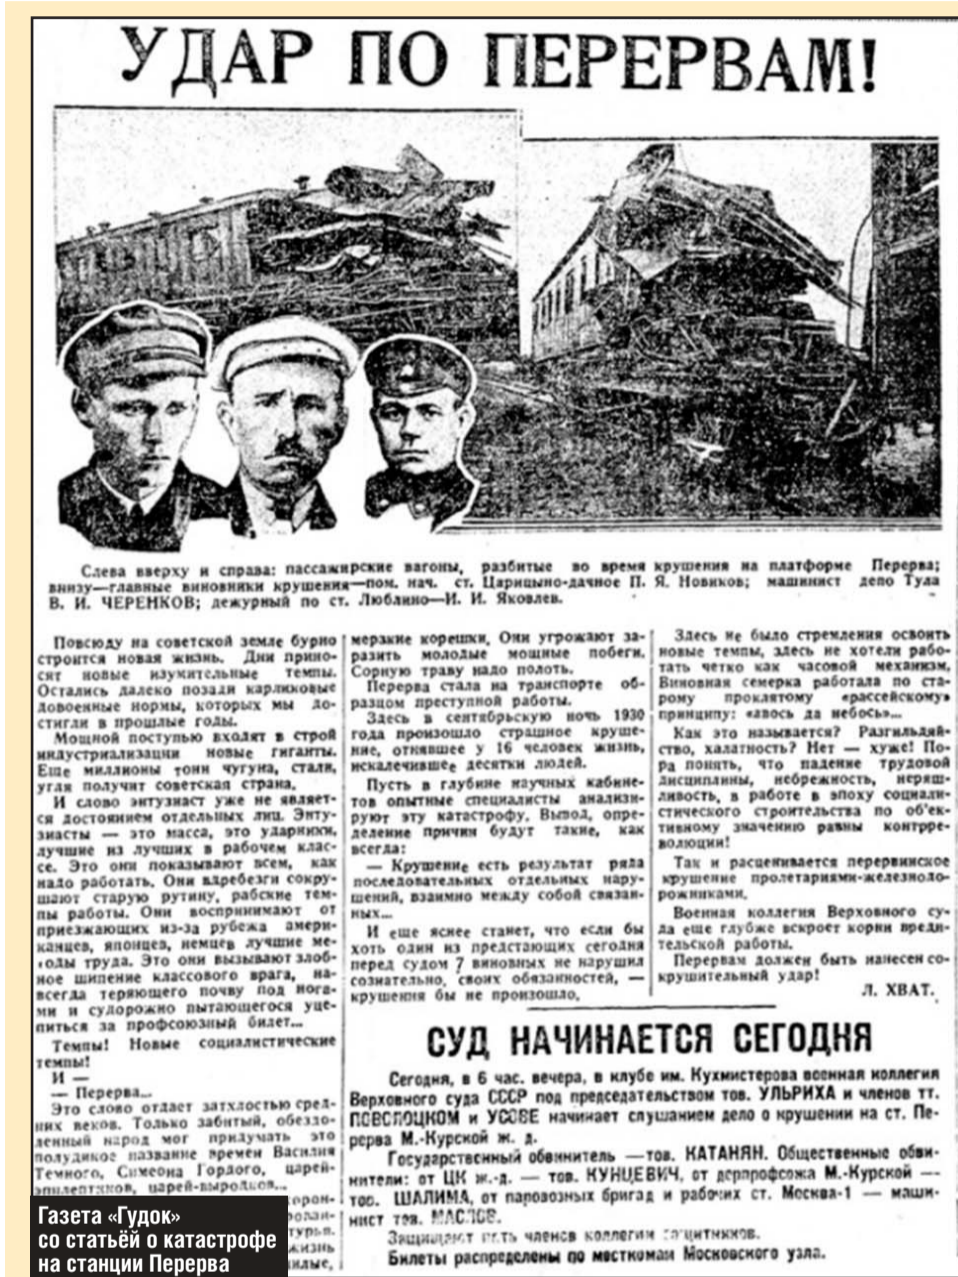 УДАР ПО ПЕРЕРВАМ!
Слева вверху и справа: пассажирские вагоны, разбитые во время крушения на платформе Перерва;
внизу—главные виновники крушения—пом. нач. ст. Царицыно-дачное П. Я. Новиков; машинист депо Тула
В. И. ЧЕРЕНКОВ; дежурный по ст. Люблино—И. И. Яковлев.
Повсюду на советской земле бурно
строится новая жизнь. Дни прино-
сят новые изумительные темпы.
Остались далеко позади карликовые
довоенные нормы, которых мы до-
стигли в прошлые годы.
Мощной поступью входят в строй
индустриализации новые гиганты.
Еще миллионы тонн чугуна, стали,
угля получит советская страна.
И слово энтузиаст уже не являет-
ся достоянием отдельных лиц. Энту-
зиасты — это масса, это ударники,
лучшие из лучших в рабочем клас-
се. Это они показывают всем, как
надо работать. Они вдребезги сокру-
шают старую рутину, рабские тем-
пы работы. Они воспринимают от
приезжающих из-за рубежа амери-
канцев, японцев, немцев лучшие ме-
тоды труда. Это они вызывают злоб-
ное шипение классового врага, на-
всегда теряющего почву под нога-
ми и судорожно пытающегося уце-
питься за профсоюзный билет...
Темпы! Новые социалистические
темпы!
И —
— Перерва...
Это слово отдает затхлостью сред-
них веков. Только забитый, обездо-
ленный народ мог придумать это
полудикое название времен Василия
Темного, Симеона Гордого, царей-
эпилептиков, царей-выродков...
жизнь
мерзкие корешки. Они угрожают за-
разить молодые мощные побеги.
Сорную траву надо полоть.
Перерва стала на транспорте об-
разцом преступной работы.
Здесь в сентябрьскую ночь 1930
года произошло страшное круше-
ние, отнявшее у 16 человек жизнь,
искалечившее десятки людей.
Пусть в глубине научных кабине-
тов опытные специалисты анализи-
руют эту катастрофу. Вывод, опре-
деление причин будут такие, как
всегда:
— Крушение есть результат ряда
последовательных отдельных нару-
шений, взаимно между собой связан-
ных...
И еще яснее станет, что если бы
хоть один из предстающих сегодня
перед судом 7 виновных не нарушил
сознательно, своих обязанностей, —
крушения бы не произошло.
Здесь не было стремления освоить
новые темпы, здесь не хотели рабо-
тать четко как часовой механизм.
Виновная семерка работала по ста-
рому проклятому «рассейскому»
принципу: «авось да небось»...
Как это называется? Разгильдяй-
ство, халатность? Нет — хуже! По-
ра понять, что падение трудовой
дисциплины, небрежность, неряш-
ливость, в работе в эпоху социали-
стического строительства по об'ек-
тивному значению равны контрре-
волюции!
Так и расценивается перервинское
крушение пролетариями-железнодо-
рожниками.
Военная коллегия Верховного су-
да еще глубже вскроет корни вреди-
тельской работы.
Перервам должен быть нанесен со-
крушительный удар!
Л. ХВАТ.
СУД НАЧИНАЕТСЯ СЕГОДНЯ
Сегодня, в 6 час. вечера, в клубе им. Кухмистерова военная коллегия
Верховного суда СССР под председательством тов. УЛЬРИХА и членов тт.
и УСОВЕ начинает слушанием дело о крушении на ст. Пе-
рерва М.-Курской ж. д.
Государственный обвинитель —тов. КАТАНЯН. Общественные обви-
нители: от ЦК ж.-д. — тов. КУНЦЕВИЧ, от дорпрофсожа М.-Курской —
тов. ШАЛИМА, от паровозных бригад и рабочих ст. Москва-1 — маши-
нист тов. МАСЛОВ.
Защищают пять членов коллегии защитников.
Билеты распределены по месткомам Московского узла.
Газета «Гудок»
со статьёй о катастрофе
на станции Перерва